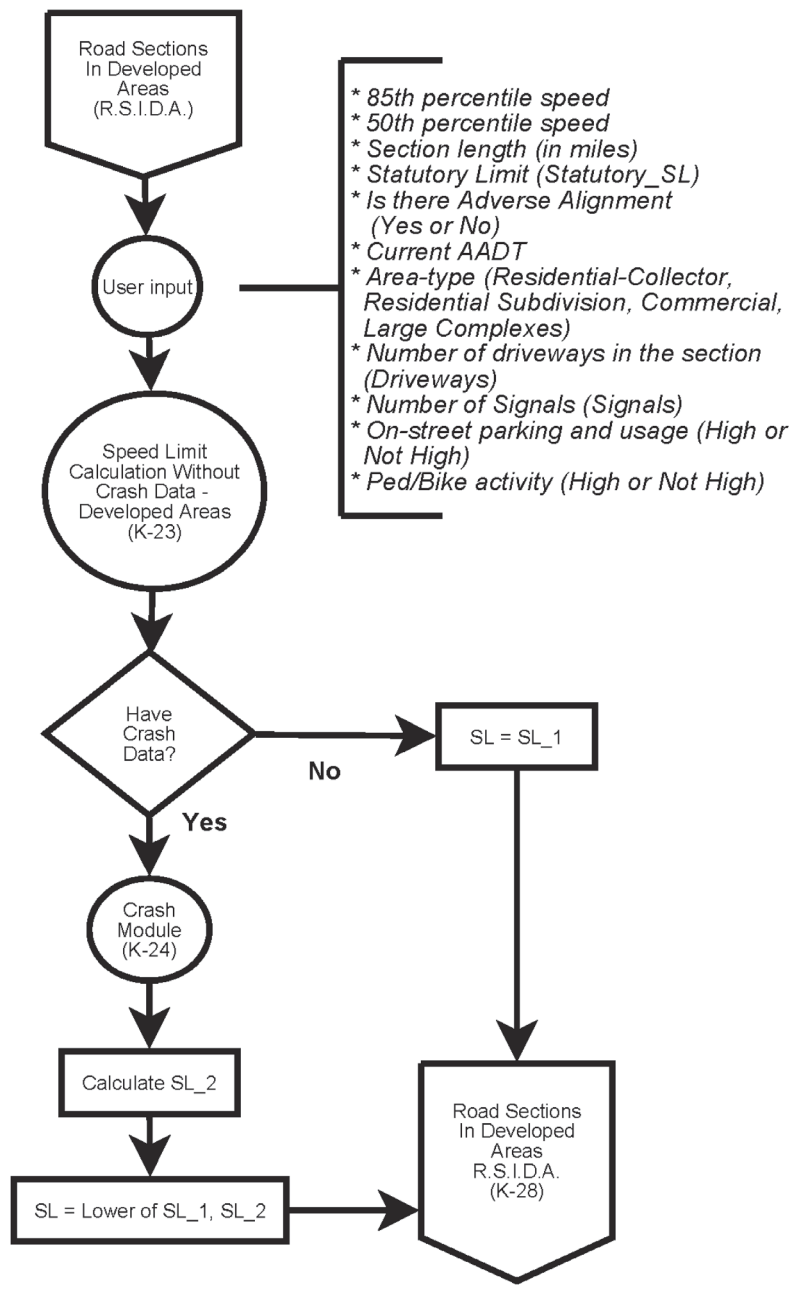 Road Sections
In Developed
Areas
(R.S.I.D.A.)
* 85th percentile speed
* 50th percentile speed
* Section length (in miles)
* Statutory Limit (Statutory_SL)
* Is there Adverse Alignment
(Yes or No)
* Current AADT
* Area-type (Residential-Collector,
Residential Subdivision, Commercial,
Large Complexes)
* Number of driveways in the section
(Driveways)
* Number of Signals (Signals)
* On-street parking and usage (High or
Not High)
* Ped/Bike activity (High or Not High)
User input
Speed Limit
Calculation Without
Crash Data -
Developed Areas
(K-23)
Have
Crash
Data?
No
SL = SL_1
Yes
Crash
Module
(K-24)
Calculate SL_2
SL = Lower of SL_1, SL_2
Road Sections
In Developed
Areas
R.S.I.D.A.
(K-28)